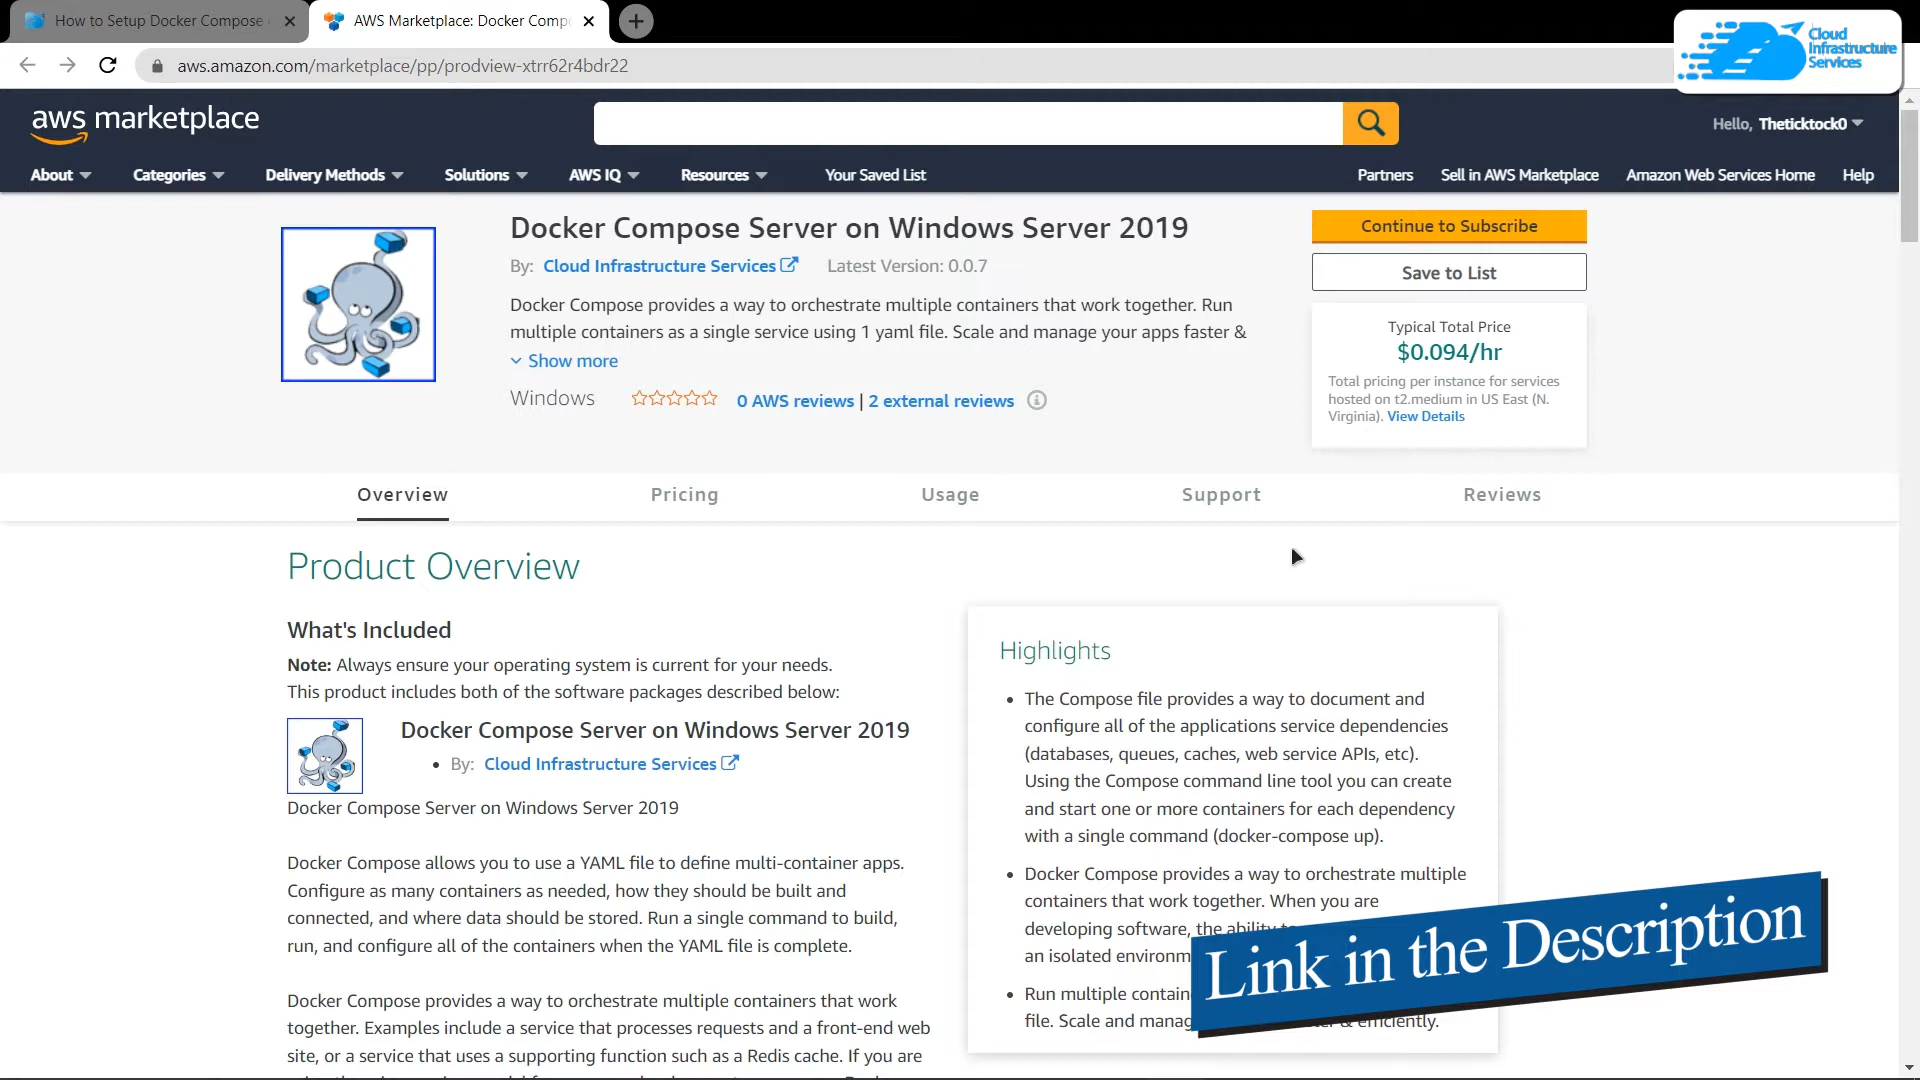 How to Setup Docker Compose
AWS Marketplace: Docker Comp
aws.amazon.com/marketplace/pp/prodview-xtrr62r4bdr22
Cloud
Infrastructure
Services
aws marketplace
Hello, Theticktock0
About
Categories
Delivery Methods
Solutions
AWS IQ
Resources
Your Saved List
Partners
Sell in AWS Marketplace
Amazon Web Services Home
Help
Docker Compose Server on Windows Server 2019
By: Cloud Infrastructure Services Latest Version: 0.0.7
Docker Compose provides a way to orchestrate multiple containers that work together. Run
multiple containers as a single service using 1 yaml file. Scale and manage your apps faster &
Show more
Windows 0 AWS reviews | 2 external reviews
Continue to Subscribe
Save to List
Typical Total Price
$0.094/hr
Total pricing per instance for services
hosted on t2.medium in US East (N.
Virginia). View Details
Overview
Pricing
Usage
Support
Reviews
Product Overview
What's Included
Note: Always ensure your operating system is current for your needs.
This product includes both of the software packages described below:
Docker Compose Server on Windows Server 2019
By: Cloud Infrastructure Services
Docker Compose Server on Windows Server 2019
Docker Compose allows you to use a YAML file to define multi-container apps.
Configure as many containers as needed, how they should be built and
connected, and where data should be stored. Run a single command to build,
run, and configure all of the containers when the YAML file is complete.
Docker Compose provides a way to orchestrate multiple containers that work
together. Examples include a service that processes requests and a front-end web
site, or a service that uses a supporting function such as a Redis cache. If you are
Highlights
The Compose file provides a way to document and
configure all of the applications service dependencies
(databases, queues, caches, web service APIs, etc).
Using the Compose command line tool you can create
and start one or more containers for each dependency
with a single command (docker-compose up).
Docker Compose provides a way to orchestrate multiple
containers that work together. When you are
developing software, the ability
an isolated
Run multiple
file. Scale and & efficiently.
Link in the Description